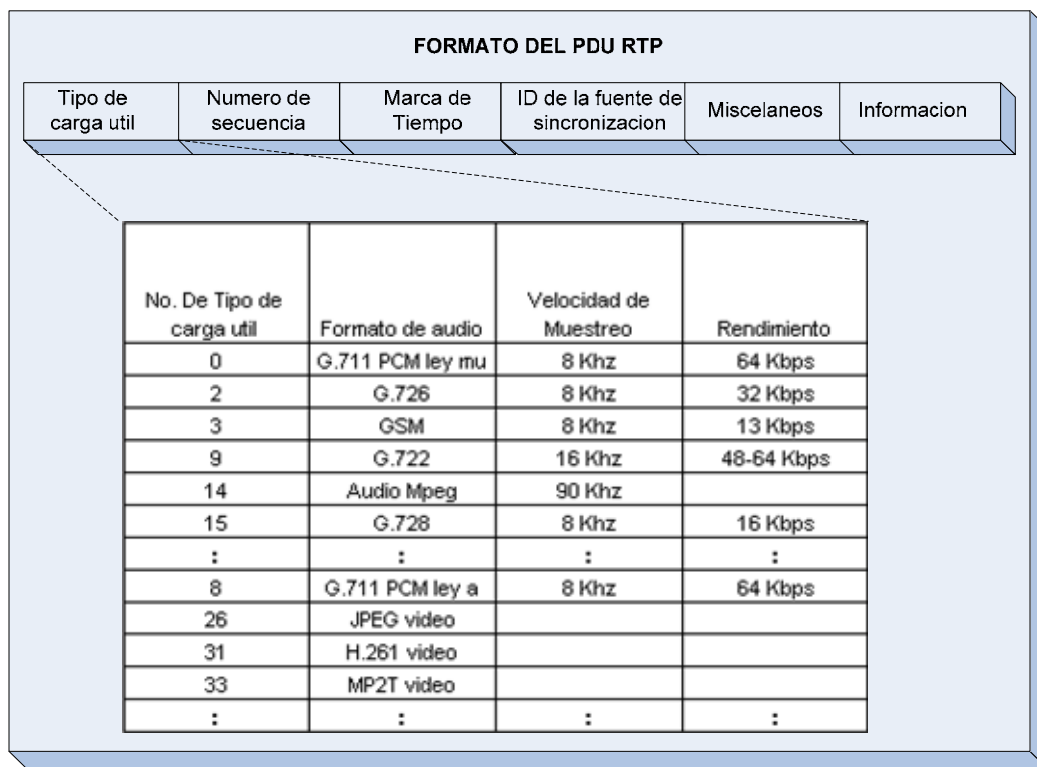 FORMATO DEL PDU RTP
Tipo de carga util
Numero de secuencia
Marca de Tiempo
ID de la fuente de sincronizacion
Miscelaneos
Informacion
No. De Tipo de carga util
Formato de audio
Velocidad de Muestreo
Rendimiento
0 G.711 PCM ley mu 8 Khz 64 Kbps
2 G.726 8 Khz 32 Kbps
3 GSM 8 Khz 13 Kbps
9 G.722 16 Khz 48-64 Kbps
14 Audio Mpeg 90 Khz
15 G.728 8 Khz 16 Kbps
: : : :
8 G.711 PCM ley a 8 Khz 64 Kbps
26 JPEG video
31 H.261 video
33 MP2T video
: : : :